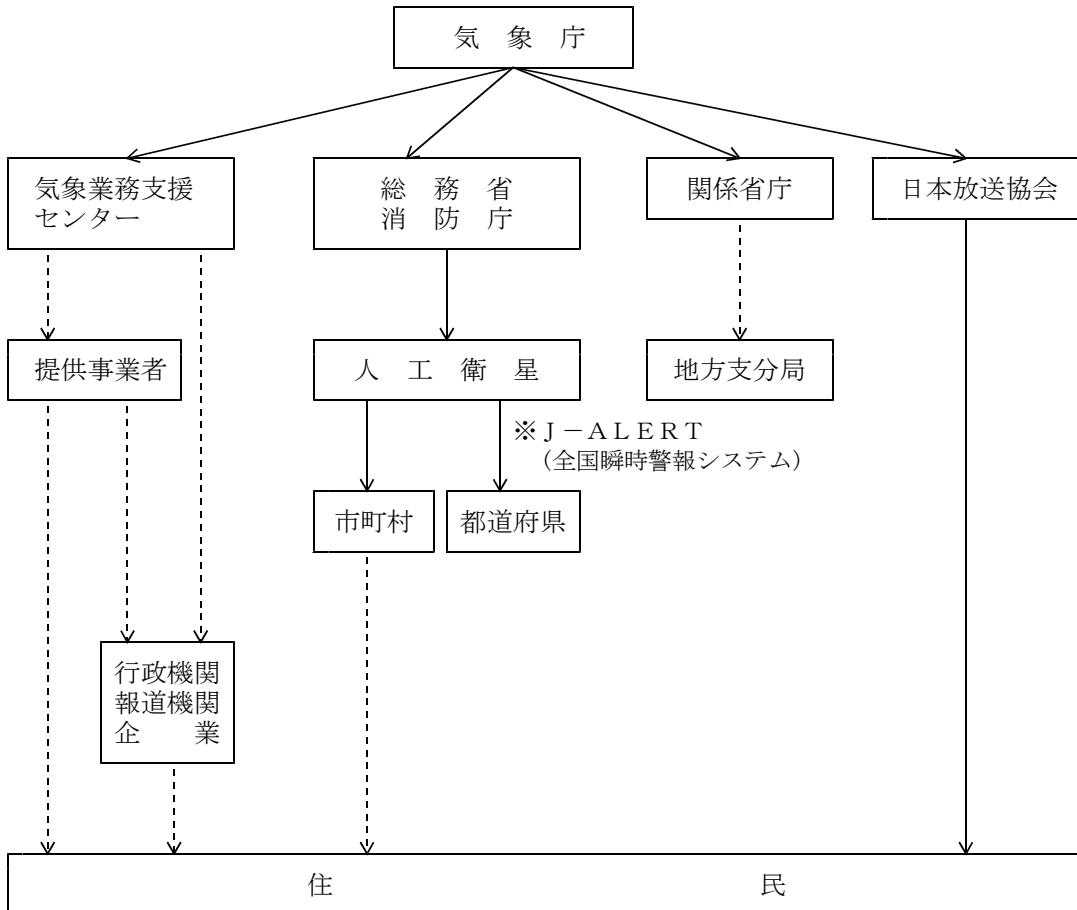 気　象　庁
気象業務支援
センター
総　務　省
消　防　庁
関係省庁
日本放送協会
提供事業者
人　工　衛　星
地方支分局
※Ｊ－ＡＬＥＲＴ
（全国瞬時警報システム）
市町村
都道府県
行政機関
報道機関
企　　業
住　　　　　　　　　　民